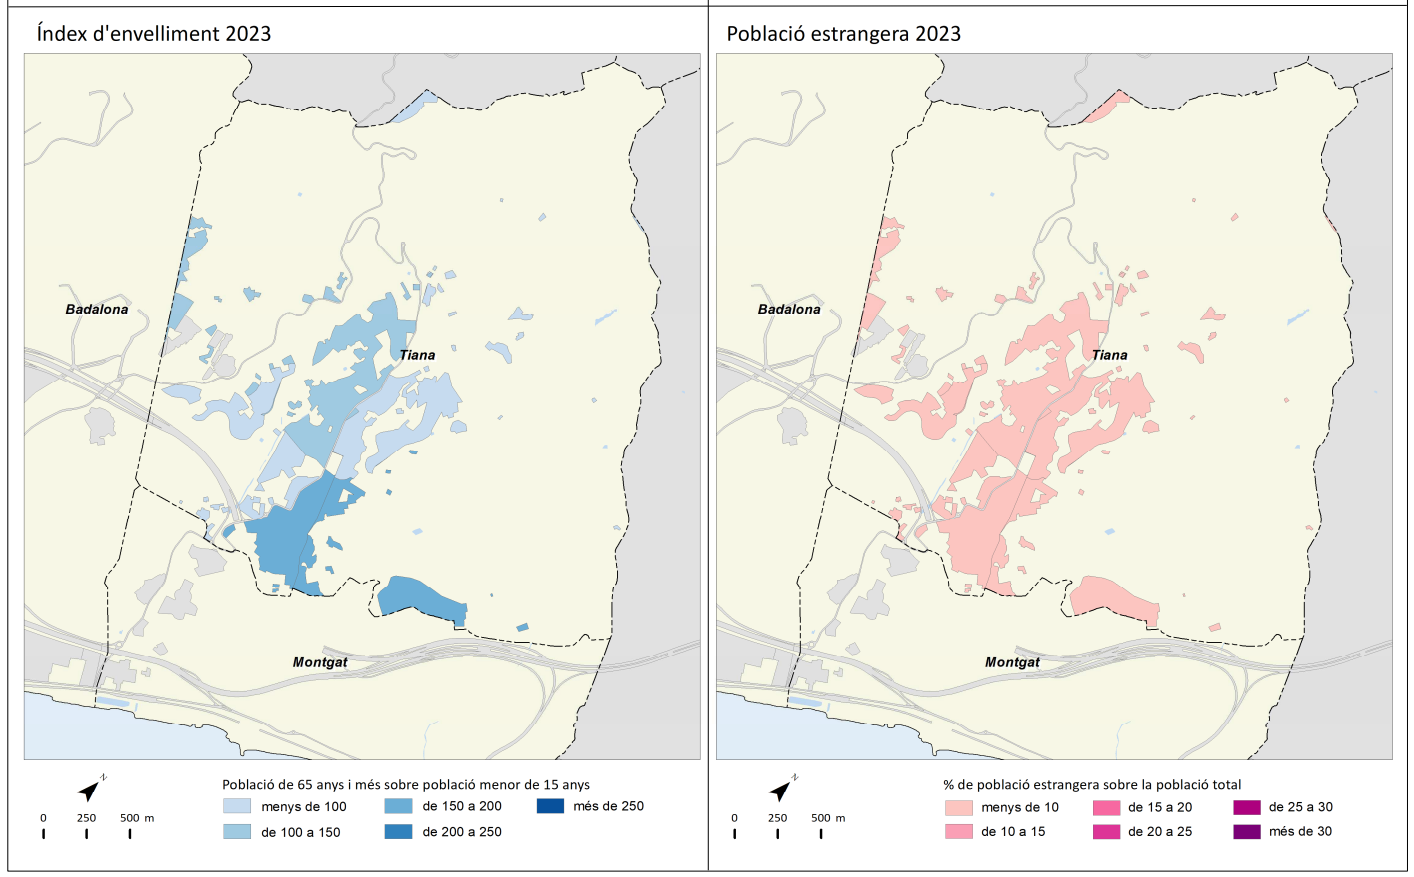 Índex d'envelliment 2023
Badalona
Tiana
Montgat
N
0 250 500 m
Població de 65 anys i més sobre població menor de 15 anys
menys de 100
de 150 a 200
més de 250
de 100 a 150
de 200 a 250
Població estrangera 2023
Badalona
Tiana
Montgat
N
0 250 500 m
% de població estrangera sobre la població total
menys de 10
de 15 a 20
de 25 a 30
de 10 a 15
de 20 a 25
més de 30